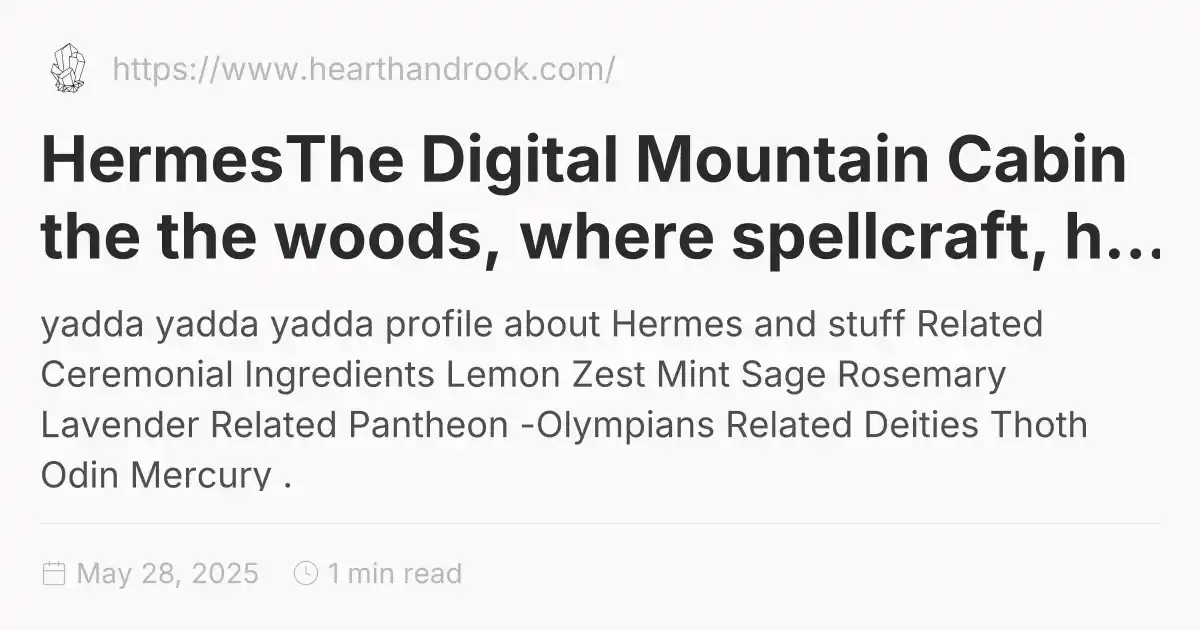 https://www.hearthandrook.com/
HermesThe Digital Mountain Cabin
the the woods, where spellcraft, h...
yadda yadda yadda profile about Hermes and stuff Related
Ceremonial Ingredients Lemon Zest Mint Sage Rosemary
Lavender Related Pantheon -Olympians Related Deities Thoth
Odin Mercury .
May 28, 2025 1 min read